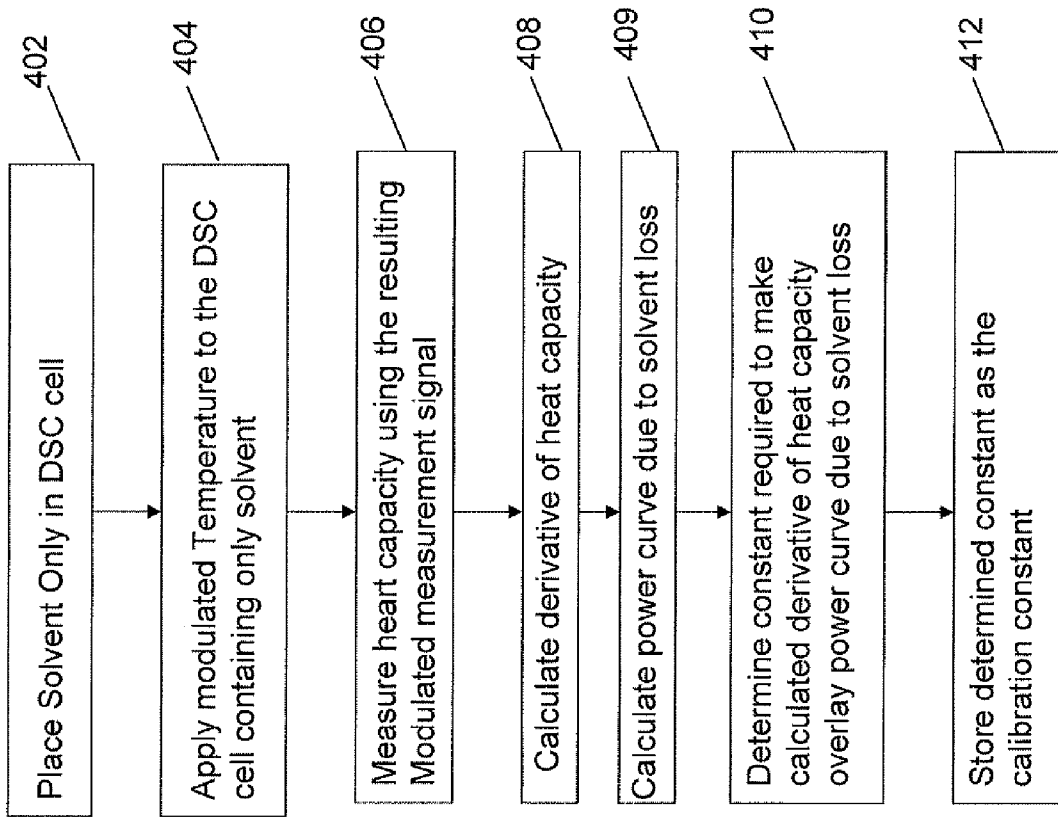 Place Solvent Only in DSC cell
402
Apply modulated Temperature to the DSC
cell containing only solvent
404
Measure heart capacity using the resulting
Modulated measurement signal
406
Calculate derivative of heat capacity
408
Calculate power curve due to solvent loss
409
Determine constant required to make
calculated derivative of heat capacity
overlay power curve due to solvent loss
410
Store determined constant as the
calibration constant
412